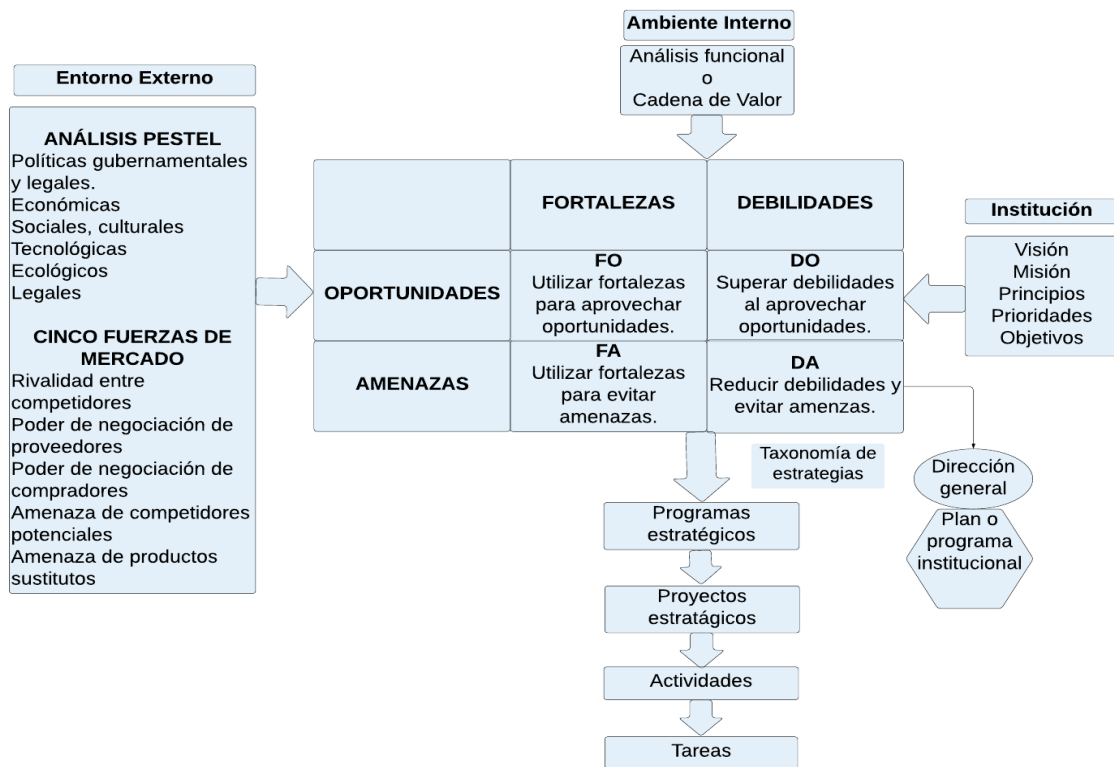 Entorno Externo
ANÁLISIS PESTEL
Políticas gubernamentales
y legales.
Económicas
Sociales, culturales
Tecnológicas
Ecológicos
Legales
CINCO FUERZAS DE
MERCADO
Rivalidad entre
competidores
Poder de negociación de
proveedores
Poder de negociación de
compradores
Amenaza de competidores
potenciales
Amenaza de productos
sustitutos
Ambiente Interno
Análisis funcional
o
Cadena de Valor
FORTALEZAS
DEBILIDADES
OPORTUNIDADES
FO
Utilizar fortalezas
para aprovechar
oportunidades.
DO
Superar debilidades
al aprovechar
oportunidades.
AMENAZAS
FA
Utilizar fortalezas
para evitar
amenazas.
DA
Reducir debilidades y
evitar amenzas.
Institución
Visión
Misión
Principios
Prioridades
Objetivos
Taxonomía de
estrategias
Dirección
general
Plan o
programa
institucional
Programas
estratégicos
Proyectos
estratágicos
Actividades
Tareas